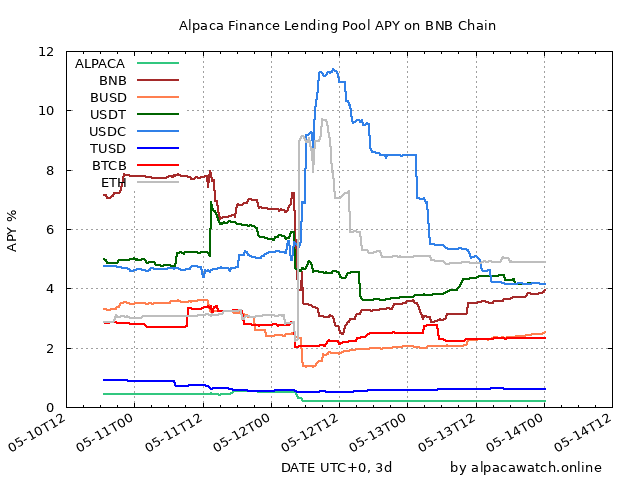 Alpaca Finance Lending Pool APY on BNB Chain
12
10
8
6
4
2
0
APY %
ALPACA
BNB
BUSD
USDT
USDC
TUSD
BTCB
ETH
05-10T12
05-11T00
05-11T12
05-12T00
05-12T12
05-13T00
05-13T12
05-14T00
05-14T12
DATE UTC+0, 3d
by alpacawatch.online